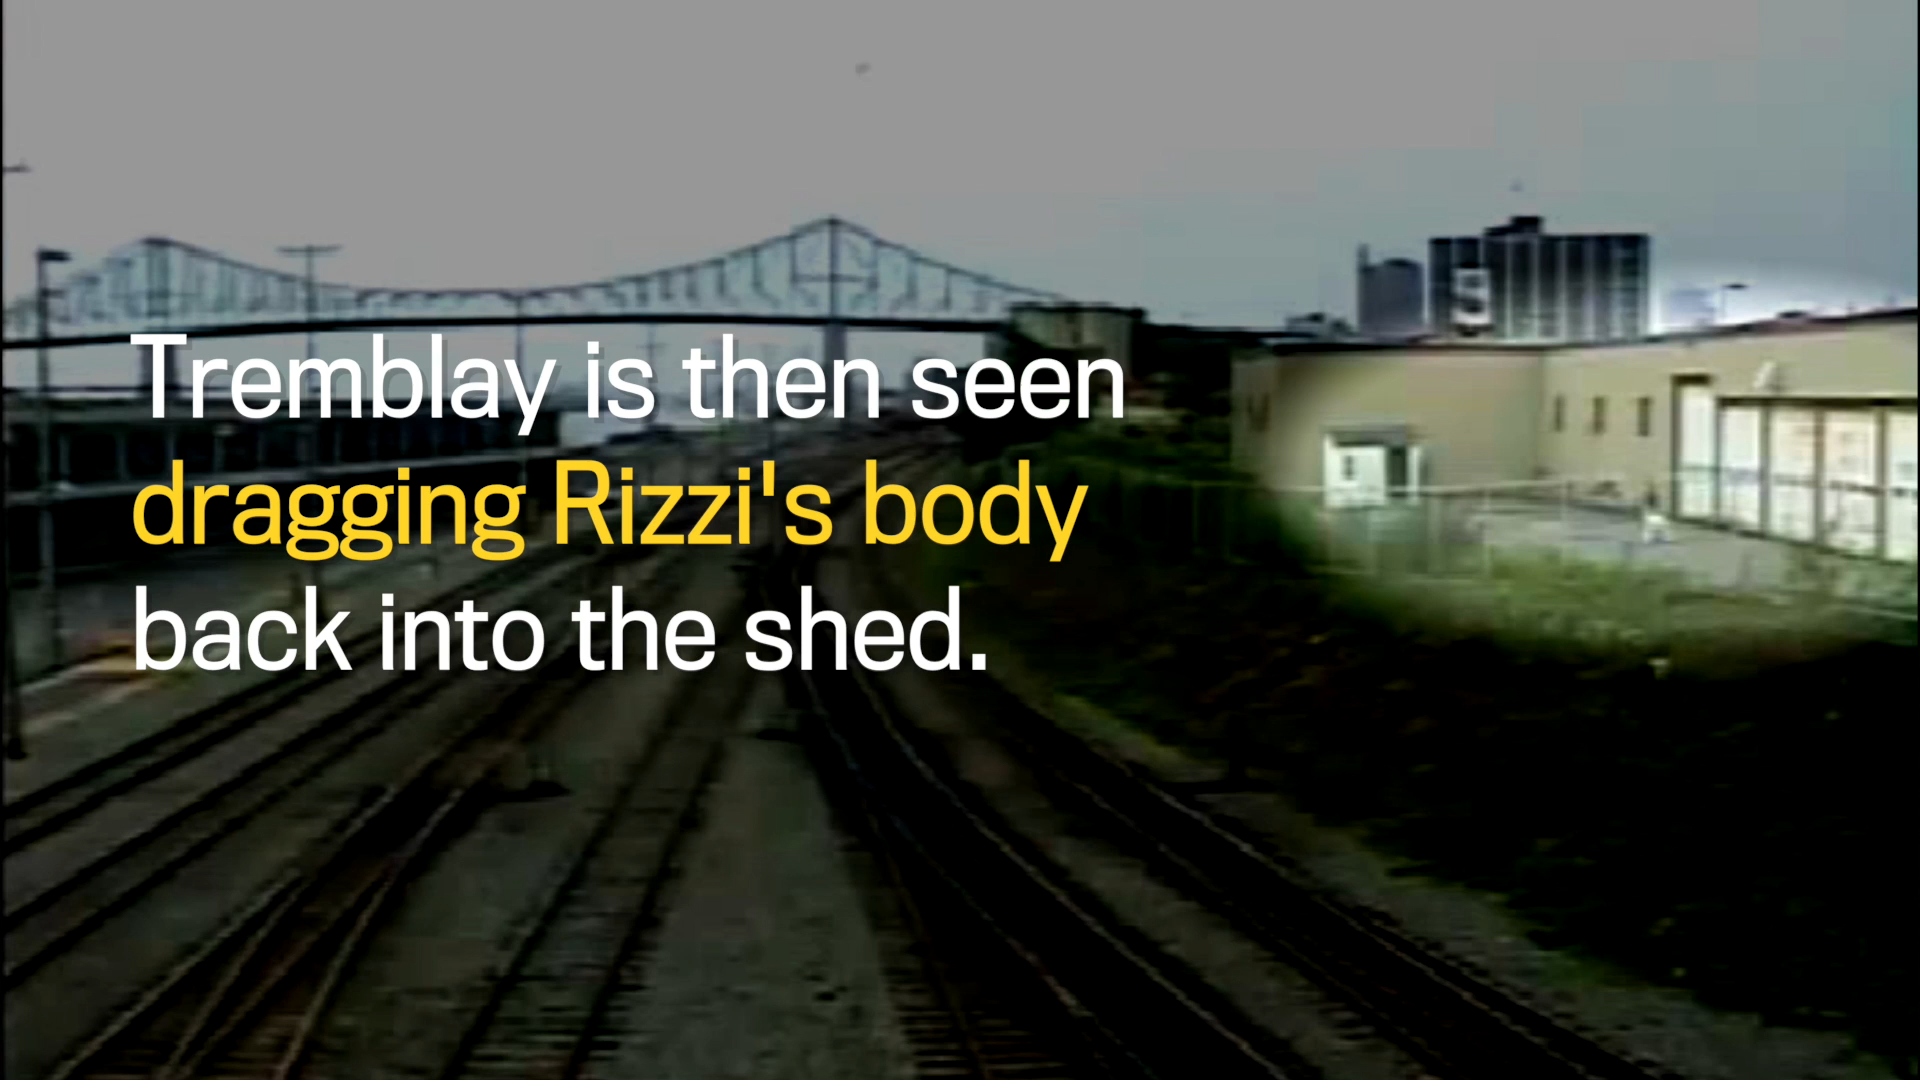 Tremblay is then seen
dragging Rizzi's body
back into the shed.